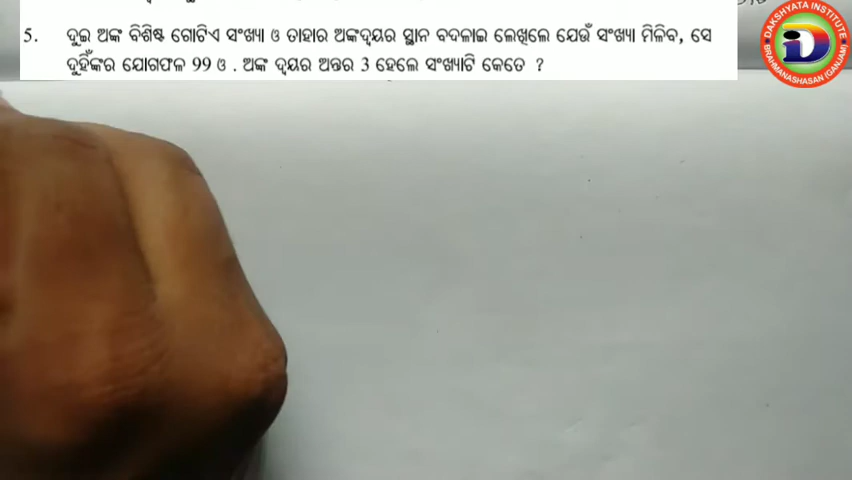 5. ଦୁଇ ଅଙ୍କ ବିଶିଷ୍ଟ ଗୋଟିଏ ସଂଖ୍ୟା ଓ ତାହାର ଅଙ୍କଦ୍ୱୟର ସ୍ଥାନ ବଦଳାଇ ଲେଖିଲେ ଯେଉଁ ସଂଖ୍ୟା ମିଳିବ, ସେ
ଦୁହିଁଙ୍କର ଯୋଗଫଳ 99 ଓ . ଅଙ୍କ ଦ୍ୱୟର ଅନ୍ତର 3 ହେଲେ ସଂଖ୍ୟାଟି କେତେ ?
DAKSHYATA INSTITUTE
BRAHMANASHASAN (GANJAM)